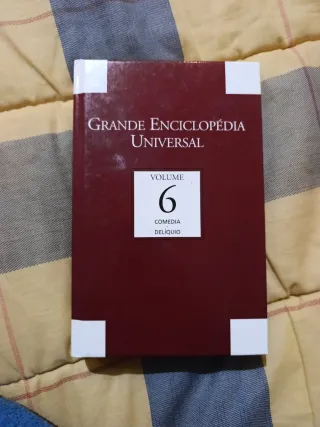 GRANDE ENCICLOPÉDIA
UNIVERSAL
VOLUME
6
COMEDIA
DELÍQUIO